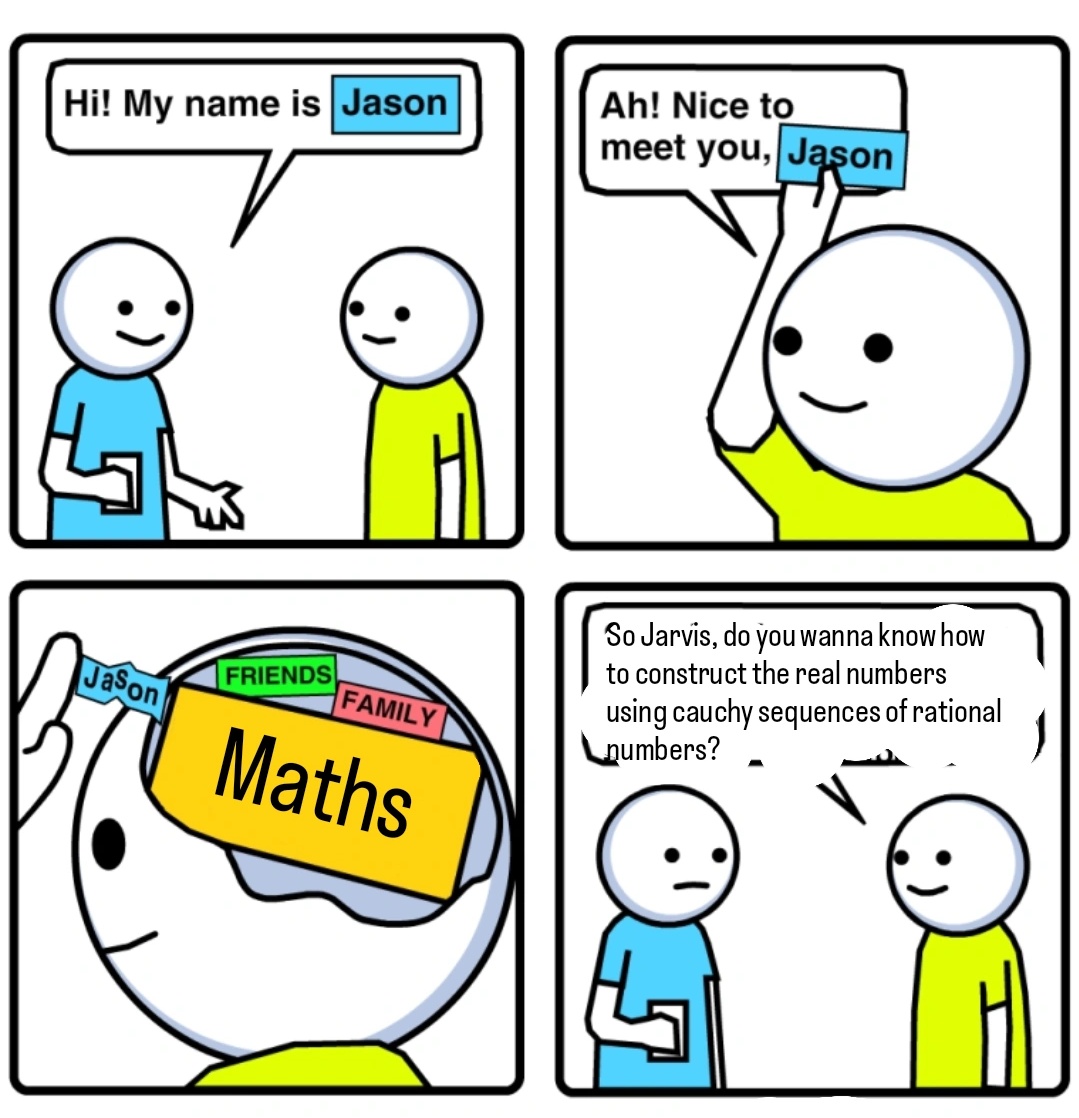 Hi! My name is Jason
Ah! Nice to
meet you, Jason
Jason
FRIENDS
FAMILY
Maths
So Jarvis, do you wanna know how
to construct the real numbers
using cauchy sequences of rational
numbers?